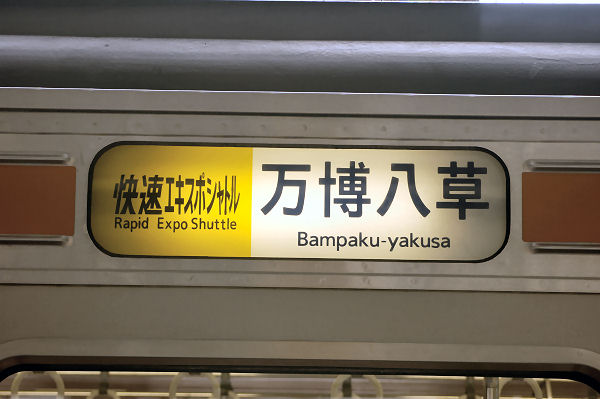 快速エキスポシャトル
Rapid Expo Shuttle
万博八草
Bampaku-yakusa